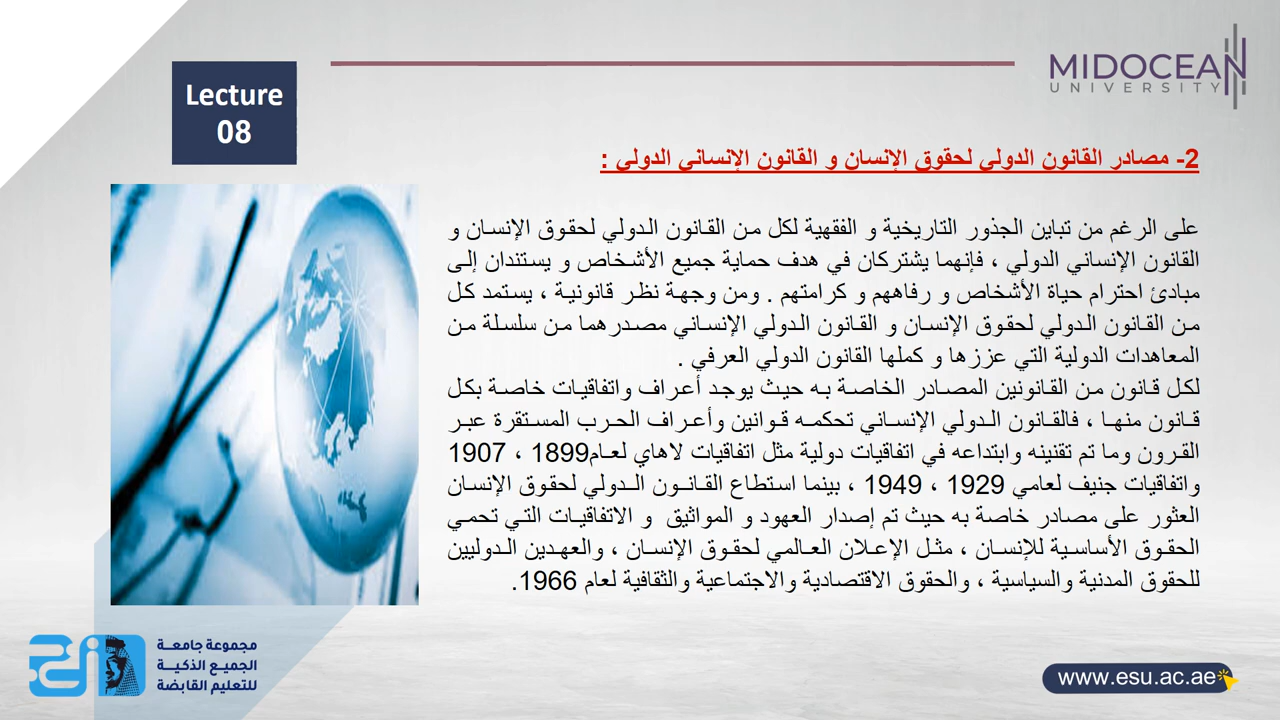 Lecture
08
MIDOCEAN
UNIVERSITY
2- مصادر القانون الدولي لحقوق الإنسان و القانون الإنساني الدولي :
على الرغم من تباين الجذور التاريخية و الفقهية لكل من القانون الدولي لحقوق الإنسان و
القانون الإنساني الدولي ، فإنهما يشتركان في هدف حماية جميع الأشخاص و يستندان إلى
مبادئ احترام حياة الأشخاص و رفاههم و كرامتهم . ومن وجهة نظر قانونية ، يستمد كل
من القانون الدولي لحقوق الإنسان و القانون الدولي الإنساني مصدرهما من سلسلة من
المعاهدات الدولية التي عززها و كملها القانون الدولي العرفي .
لكل قانون من القانونين المصادر الخاصة به حيث يوجد أعراف واتفاقيات خاصة بكل
قانون منها ، فالقانون الدولي الإنساني تحكمه قوانين وأعراف الحرب المستقرة عبر
القرون وما تم تقنينه وابتداعه في اتفاقيات دولية مثل اتفاقيات لاهاي لعام1899 ، 1907
واتفاقيات جنيف لعامي 1929 ، 1949 ، بينما استطاع القانون الدولي لحقوق الإنسان
العثور على مصادر خاصة به حيث تم إصدار العهود و المواثيق و الاتفاقيات التي تحمي
الحقوق الأساسية للإنسان ، مثل الإعلان العالمي لحقوق الإنسان ، والعهدين الدوليين
للحقوق المدنية والسياسية ، والحقوق الاقتصادية والاجتماعية والثقافية لعام 1966.
مجموعة جامعة
الجميع الذكية
للتعليم القابضة
www.esu.ac.ae